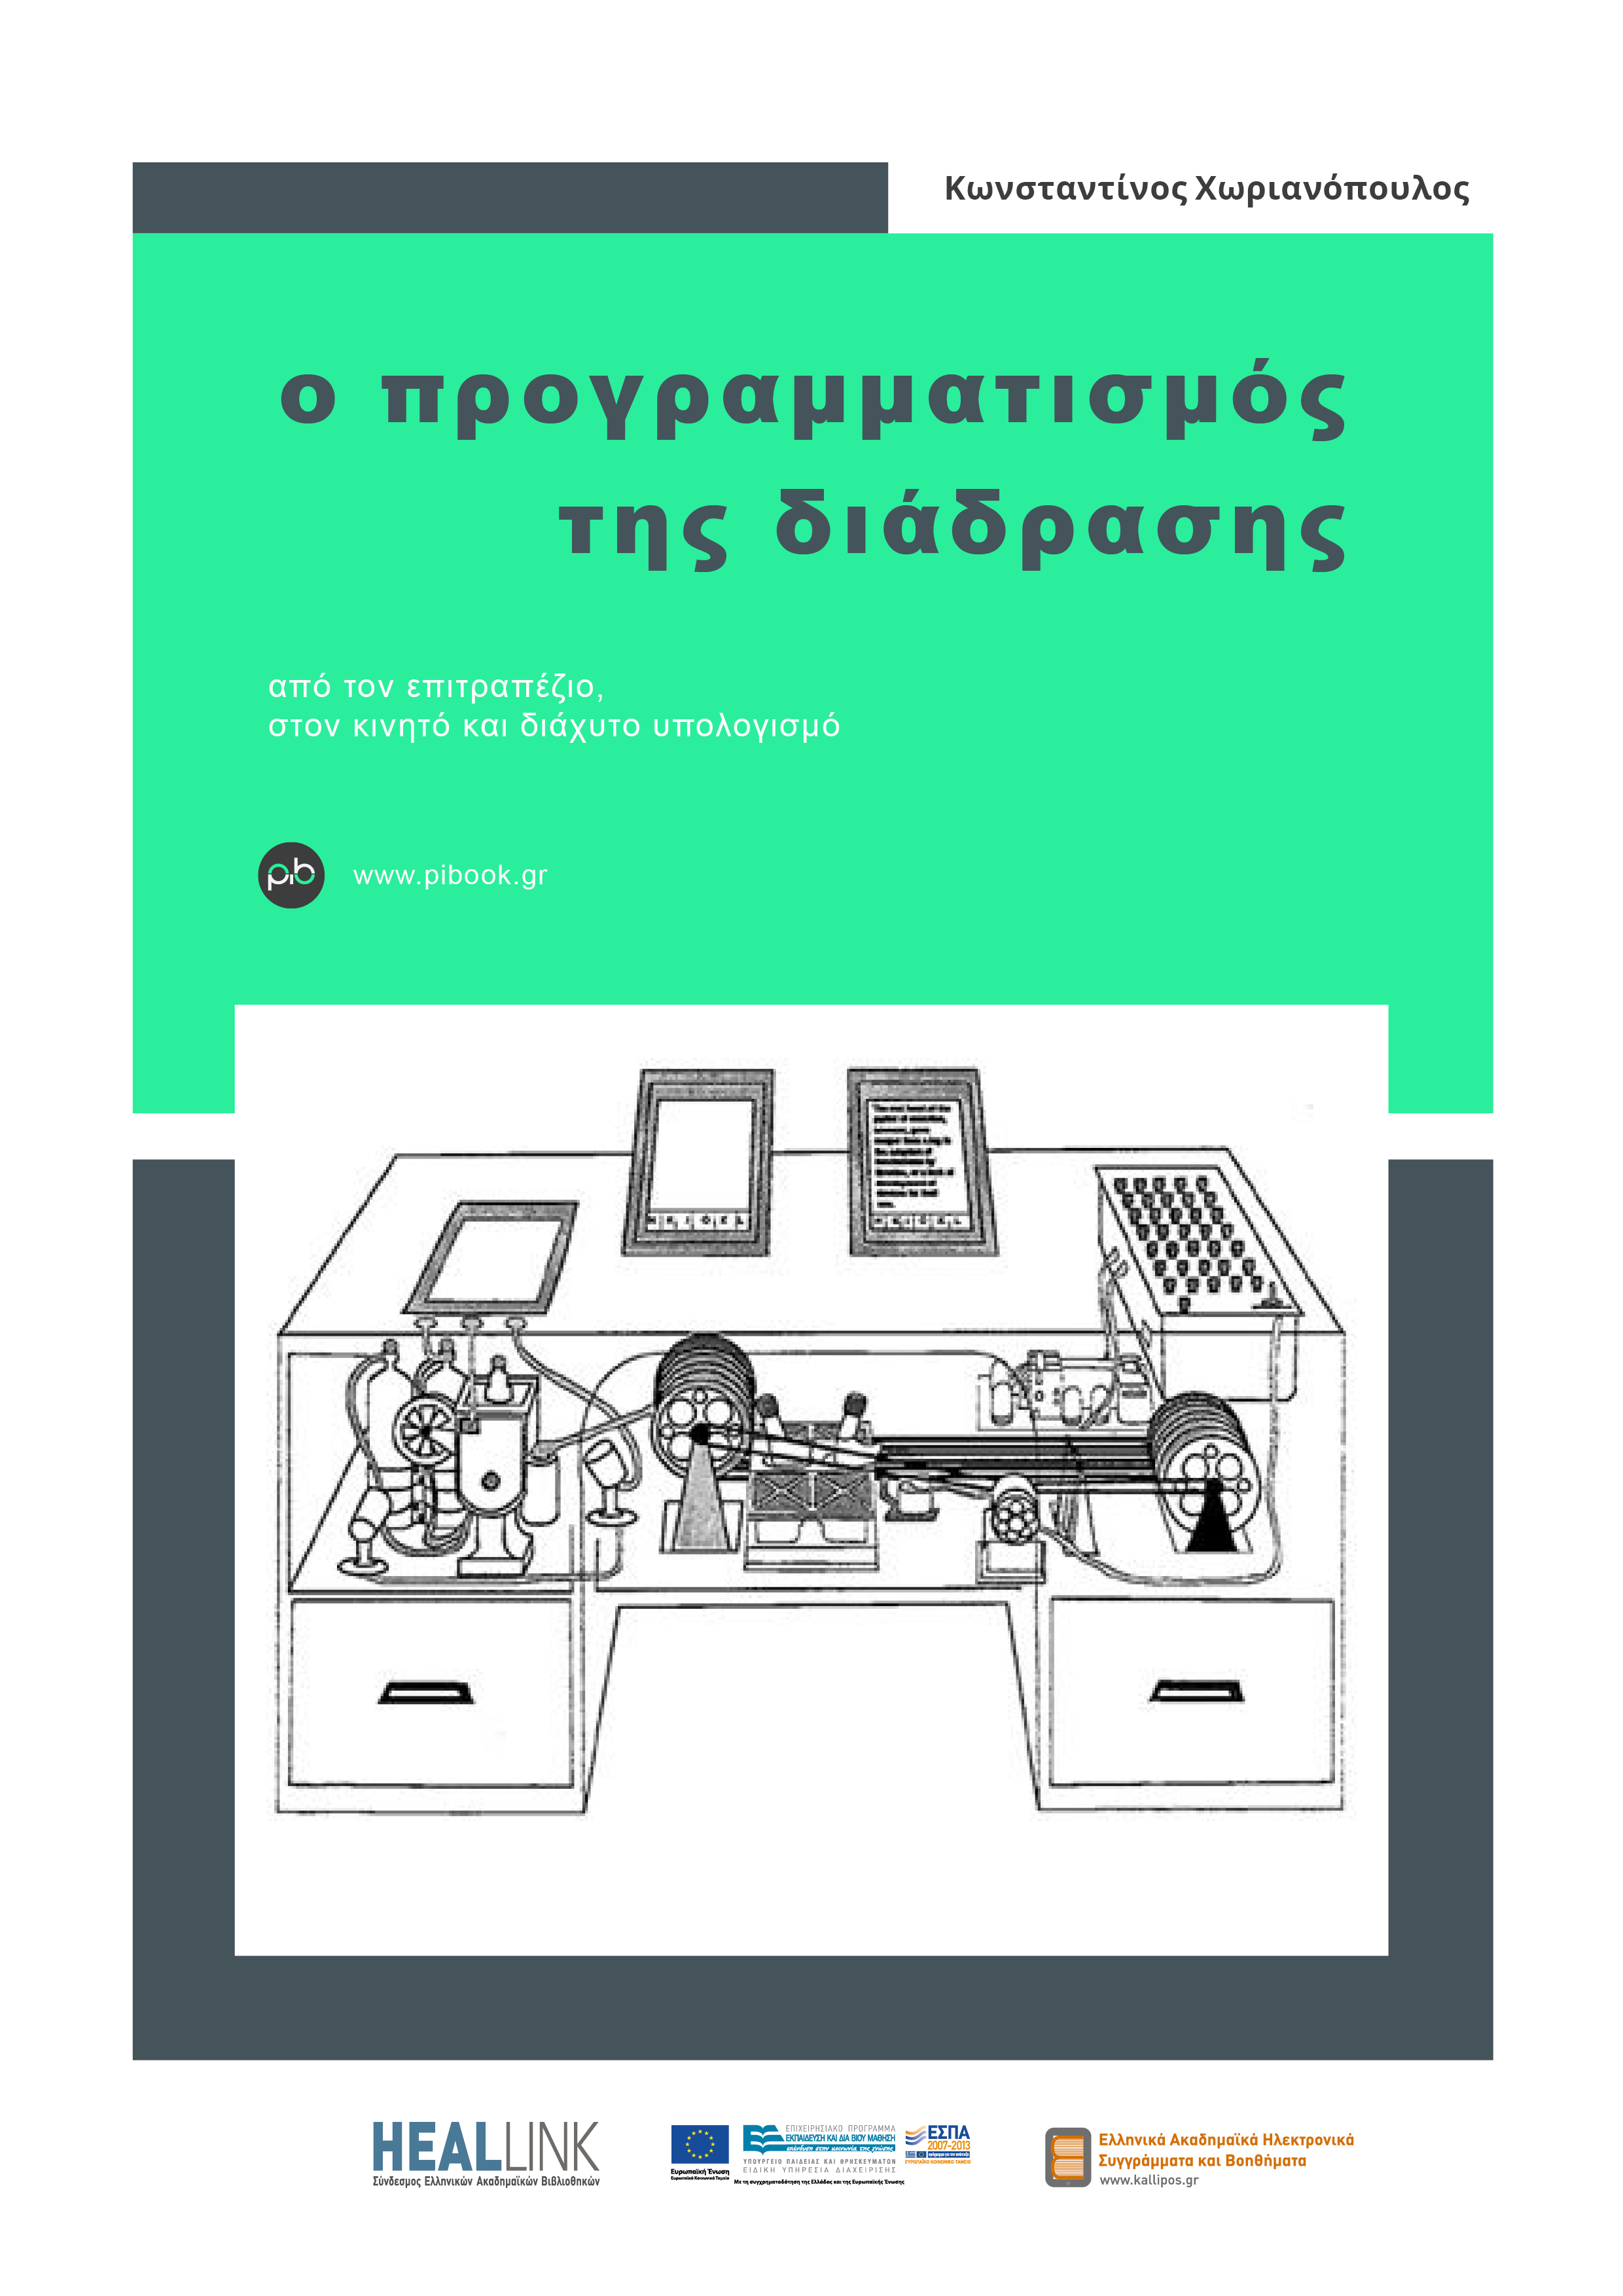 Κωνσταντίνος Χωριανόπουλος
ο προγραμματισμός
της διάδρασης
από τον επιτραπέζιο,
στον κινητό και διάχυτο υπολογισμό
pib
www.pibook.gr
HEALLINK
Σύνδεσμος Ελληνικών Ακαδημαϊκών Βιβλιοθηκών
Ευρωπαϊκή Ένωση
Ευρωπαϊκό Κοινωνικό Ταμείο
ΕΠΙΧΕΙΡΗΣΙΑΚΟ ΠΡΟΓΡΑΜΜΑ
ΕΚΠΑΙΔΕΥΣΗ ΚΑΙ ΔΙΑ ΒΙΟΥ ΜΑΘΗΣΗ
επένδυση στην κοινωνία της γνώσης
ΥΠΟΥΡΓΕΙΟ ΠΑΙΔΕΙΑΣ ΚΑΙ ΘΡΗΣΚΕΥΜΑΤΩΝ
ΕΙΔΙΚΗ ΥΠΗΡΕΣΙΑ ΔΙΑΧΕΙΡΙΣΗΣ
Με τη συγχρηματοδότηση της Ελλάδας και της Ευρωπαϊκής Ένωσης
ΕΣΠΑ
2007-2013
ΕΥΡΩΠΑΪΚΟ ΚΟΙΝΩΝΙΚΟ ΤΑΜΕΙΟ
Ελληνικά Ακαδημαϊκά Ηλεκτρονικά
Συγγράμματα και Βοηθήματα
www.kallipos.gr